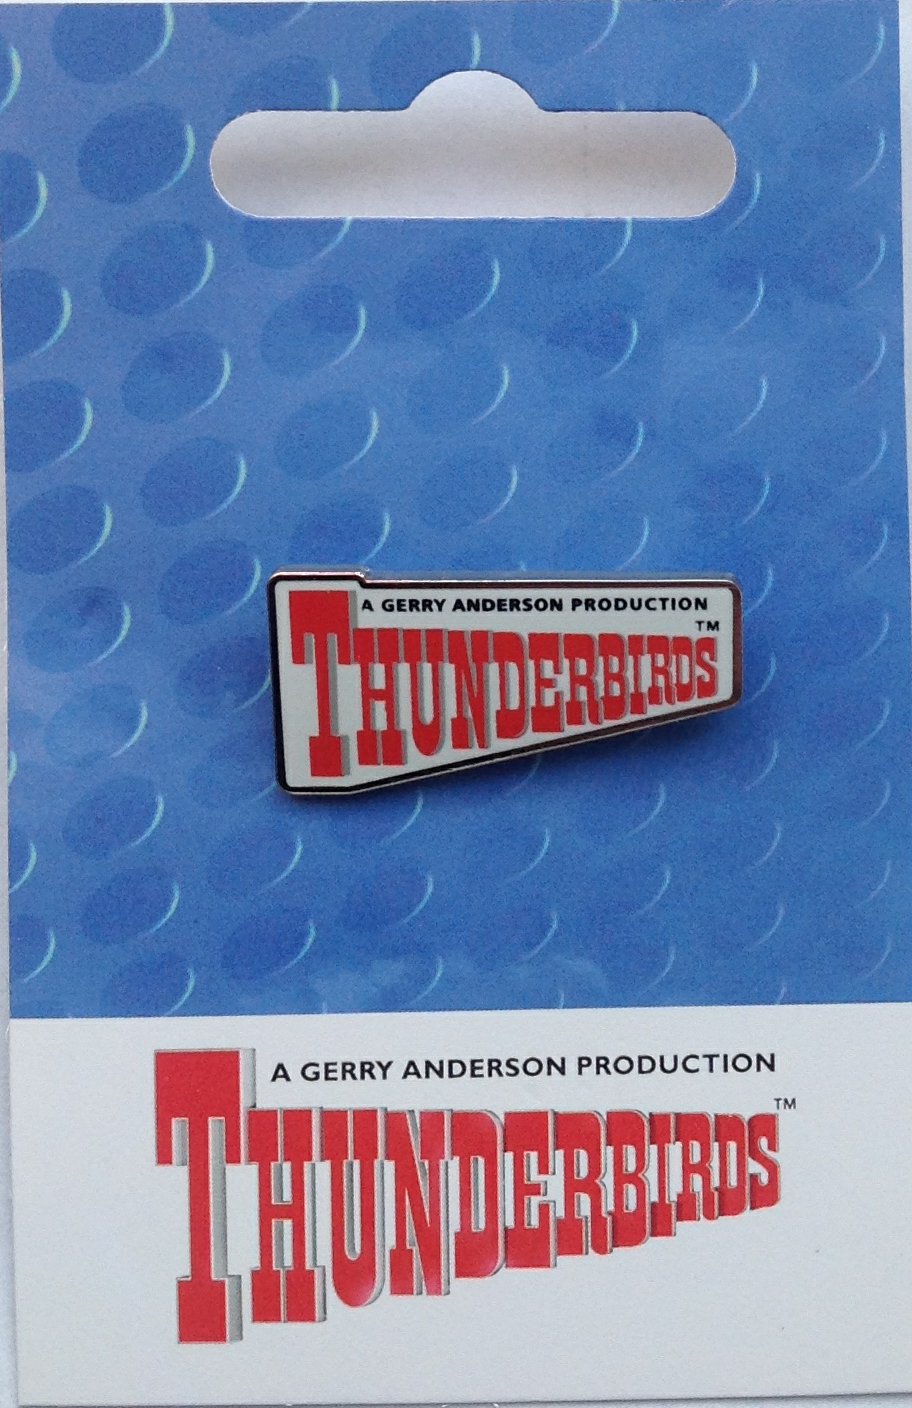 A GERRY ANDERSON PRODUCTION
TM
THUNDERBIRDS
A GERRY ANDERSON PRODUCTION
TM
THUNDERBIRDS